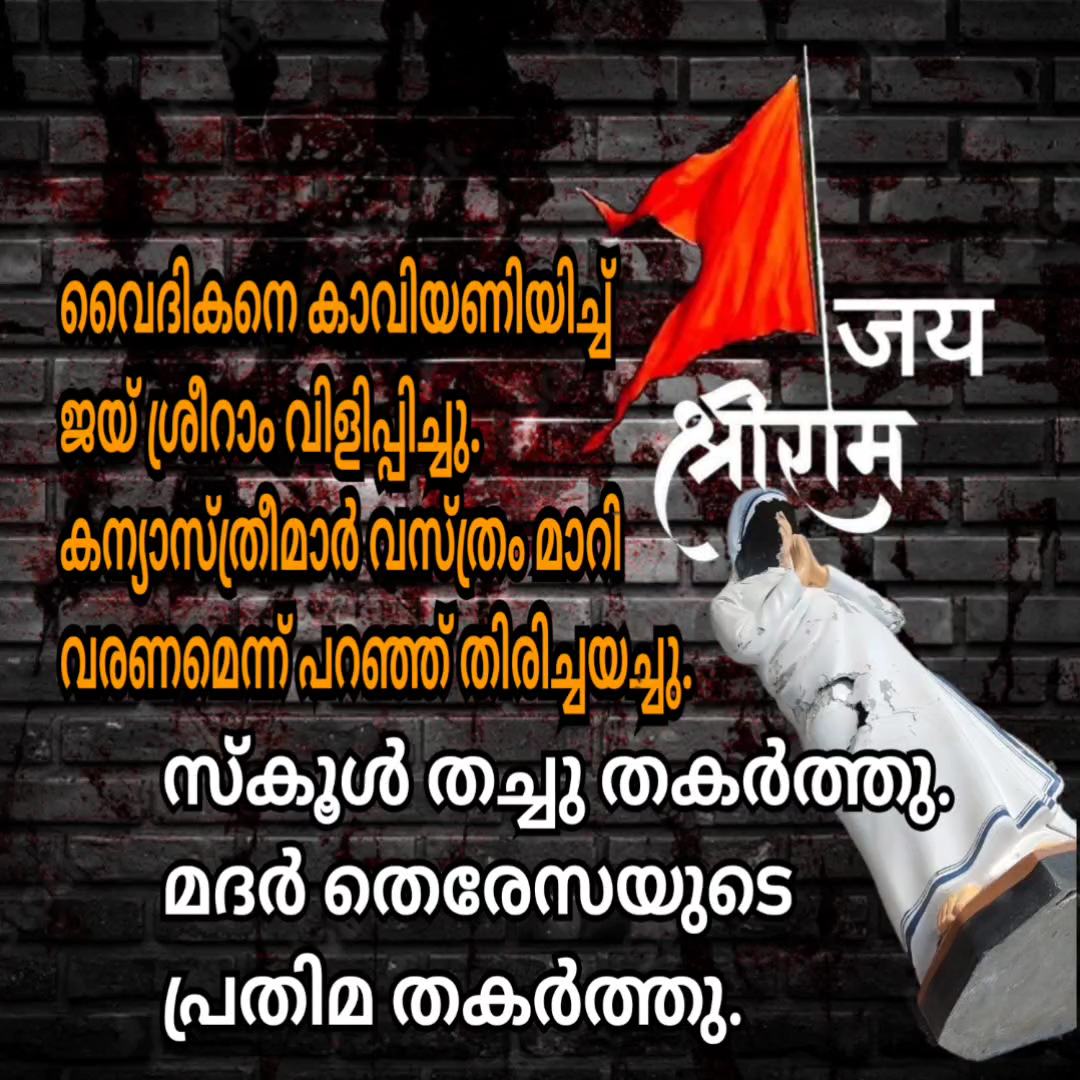 വൈദികനെ കാവിയണിയിച്ച്
ജയ് ശ്രീറാം വിളിപ്പിച്ചു.
കന്യാസ്ത്രീമാർ വസ്ത്രം മാറി
വരണമെന്ന് പറഞ്ഞ് തിരിച്ചയച്ചു.
സ്കൂൾ തച്ചു തകർത്തു.
മദർ തെരേസയുടെ
പ്രതിമ തകർത്തു.
जय
श्रीराम